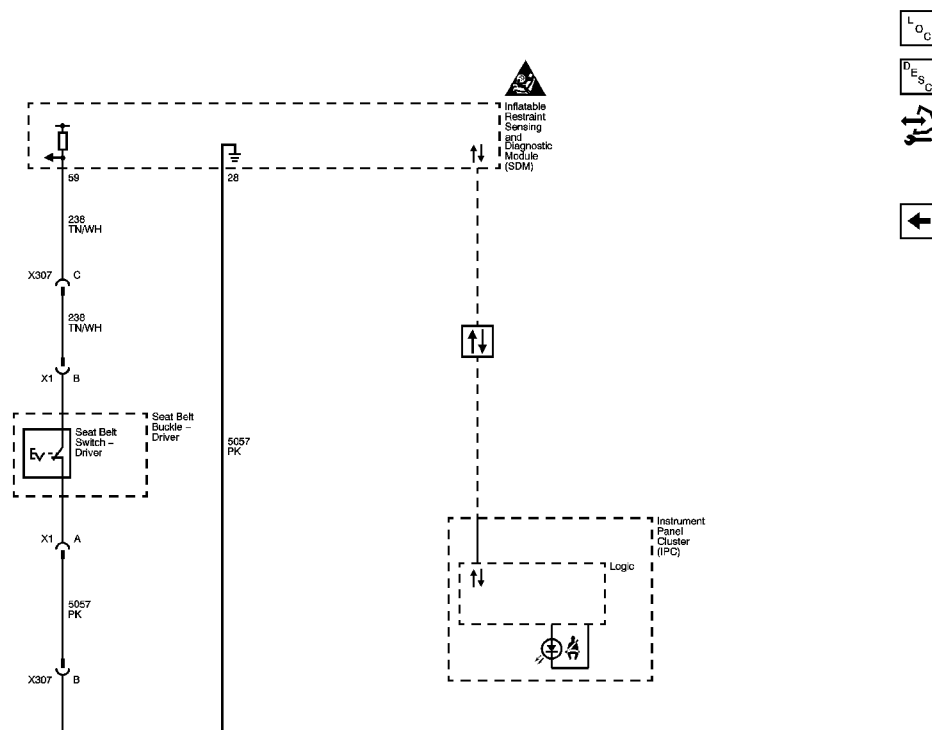 L
O
C
D
E
S
C
Inflatable
Restraint
Sensing
and
Diagnostic
Module
(SDM)
59
28
238
TN/WH
X307 C
238
TN/WH
X1 B
Seat Belt
Buckle –
Driver
Seat Belt
Switch –
Driver
5057
PK
X1 A
Instrument
Panel
Cluster
(IPC)
Logic
5057
PK
X307 B